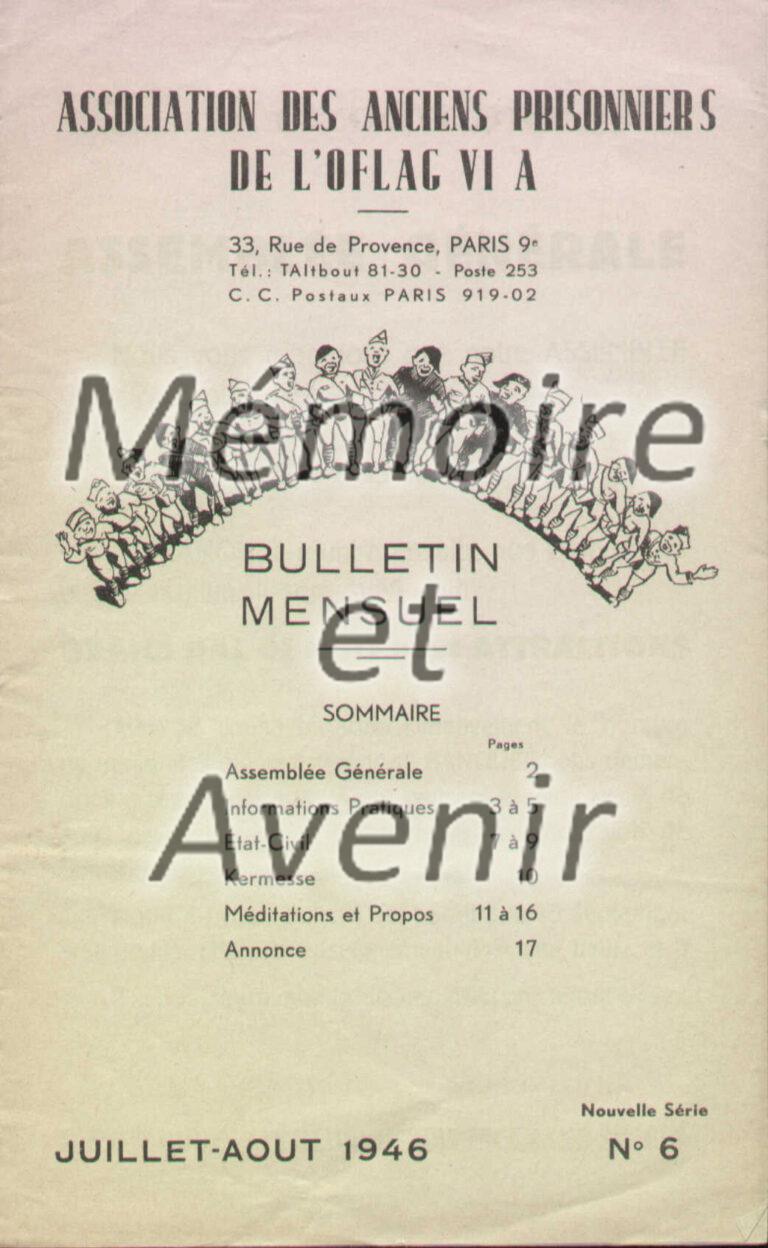 ASSOCIATION DES ANCIENS PRISONNIERS
DE L'OFLAG VI A
33, Rue de Provence, PARIS 9e
Tél.: TAItbout 81-30 - Poste 253
C. C. Postaux PARIS 919-02
Mémoire
BULLETIN
MENSUEL
et
SOMMAIRE
Pages
Assemblée Générale 2
Avenir
Informations Pratiques 3 à 5
Etat-Civil 7 à 9
Kermesse 10
Méditations et Propos 11 à 16
Annonce 17
Nouvelle Série
JUILLET-AOUT 1946 No 6